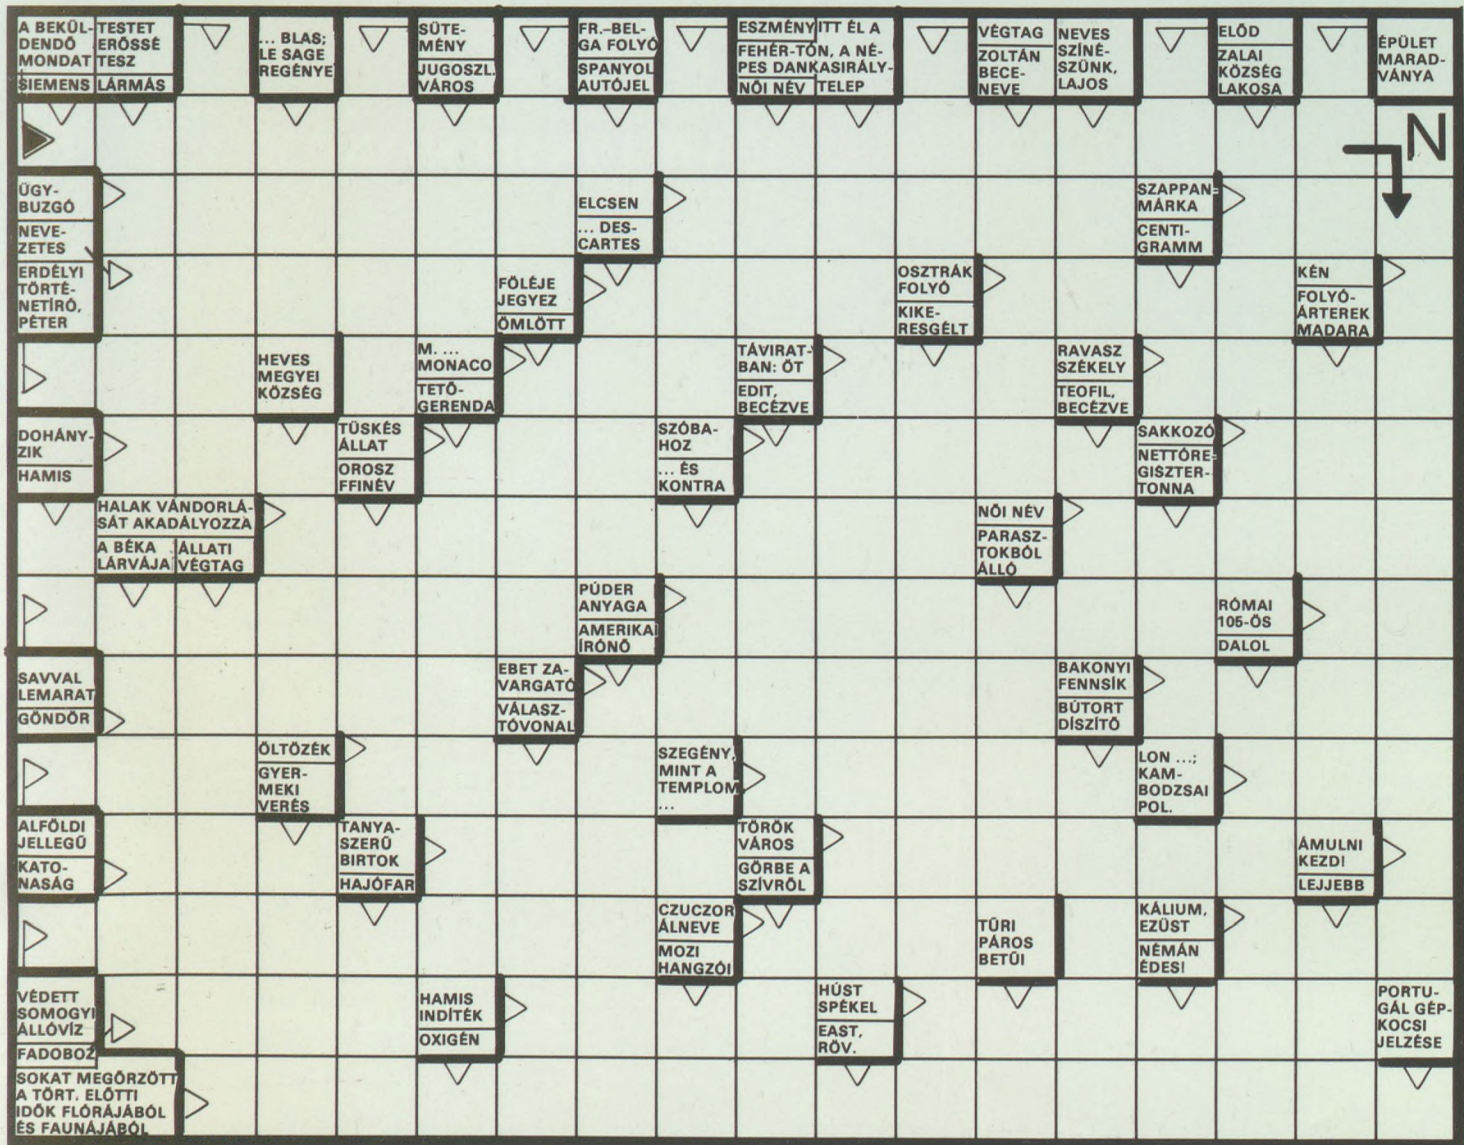 A BEKÜL-
DENDŐ
MONDAT
SIEMENS
TESTET
ERŐSSÉ
TESZ
LÁRMÁS
... BLAS;
LE SAGE
REGÉNYE
SÜTE-
MÉNY
JUGOSZL.
VÁROS
FR.–BEL-
GA FOLYÓ
SPANYOL
AUTÓJEL
ESZMÉNY
ITT ÉL A
FEHÉR-TÓN, A NÉ-
PES DANKASIRÁLY-
NŐI NÉV
TELEP
VÉGTAG
ZOLTÁN
BECE-
NEVE
NEVES
SZÍNÉ-
SZÜNK,
LAJOS
ELŐD
ZALAI
KÖZSÉG
LAKOSA
ÉPÜLET
MARAD-
VÁNYA
N
ÜGY-
BUZGÓ
NEVE-
ZETES
ELCSEN
... DES-
CARTES
SZAPPAN-
MÁRKA
CENTI-
GRAMM
ERDÉLYI
TÖRTÉ-
NETÍRÓ,
PÉTER
FÖLÉJE
JEGYEZ
ÖMLÖTT
OSZTRÁK
FOLYÓ
KIKE-
RESGÉLT
KÉN
FOLYÓ-
ÁRTEREK
MADARA
HEVES
MEGYEI
KÖZSÉG
M. ...
MONACO
TETŐ-
GERENDA
TÁVIRAT-
BAN: ÖT
EDIT,
BECÉZVE
RAVASZ
SZÉKELY
TEOFIL,
BECÉZVE
DOHÁNY-
ZIK
HAMIS
TÜSKÉS
ÁLLAT
OROSZ
FFINÉV
SZÓBA-
HOZ
... ÉS
KONTRA
SAKKOZÓ
NETTÓRE-
GISZTER-
TONNA
HALAK VÁNDORLÁ-
SÁT AKADÁLYOZZA
A BÉKA
LÁRVÁJA
ÁLLATI
VÉGTAG
NŐI NÉV
PARASZ-
TOKBÓL
ÁLLÓ
PÚDER
ANYAGA
AMERIKAI
ÍRÓNŐ
RÓMAI
105-ÖS
DALOL
SAVVAL
LEMARAT
GÖNDÖR
EBET ZA-
VARGATÓ
VÁLASZ-
TÓVONAL
BAKONYI
FENNSÍK
BÚTORT
DÍSZÍTŐ
ÖLTÖZÉK
GYER-
MEKI
VERÉS
SZEGÉNY,
MINT A
TEMPLOM
...
LON ...;
KAM-
BODZSAI
POL.
ALFÖLDI
JELLEGŰ
KATO-
NASÁG
TANYA-
SZERŰ
BIRTOK
HAJÓFAR
TÖRÖK
VÁROS
GÖRBE A
SZÍVRŐL
ÁMULNI
KEZD!
LEJJEBB
CZUCZOR
ÁLNEVE
MOZI
HANGZÓI
TŰRI
PÁROS
BETŰI
KÁLIUM,
EZÜST
NÉMÁN
ÉDES!
VÉDETT
SOMOGYI
ÁLLÓVÍZ
FADOBOZ
HAMIS
INDÍTÉK
OXIGÉN
HÚST
SPÉKEL
EAST,
RÖV.
PORTU-
GÁL GÉP-
KOCSI
JELZÉSE
SOKAT MEGŐRZÖTT
A TÖRT. ELŐTTI
IDŐK FLÓRÁJÁBÓL
ÉS FAUNÁJÁBÓL